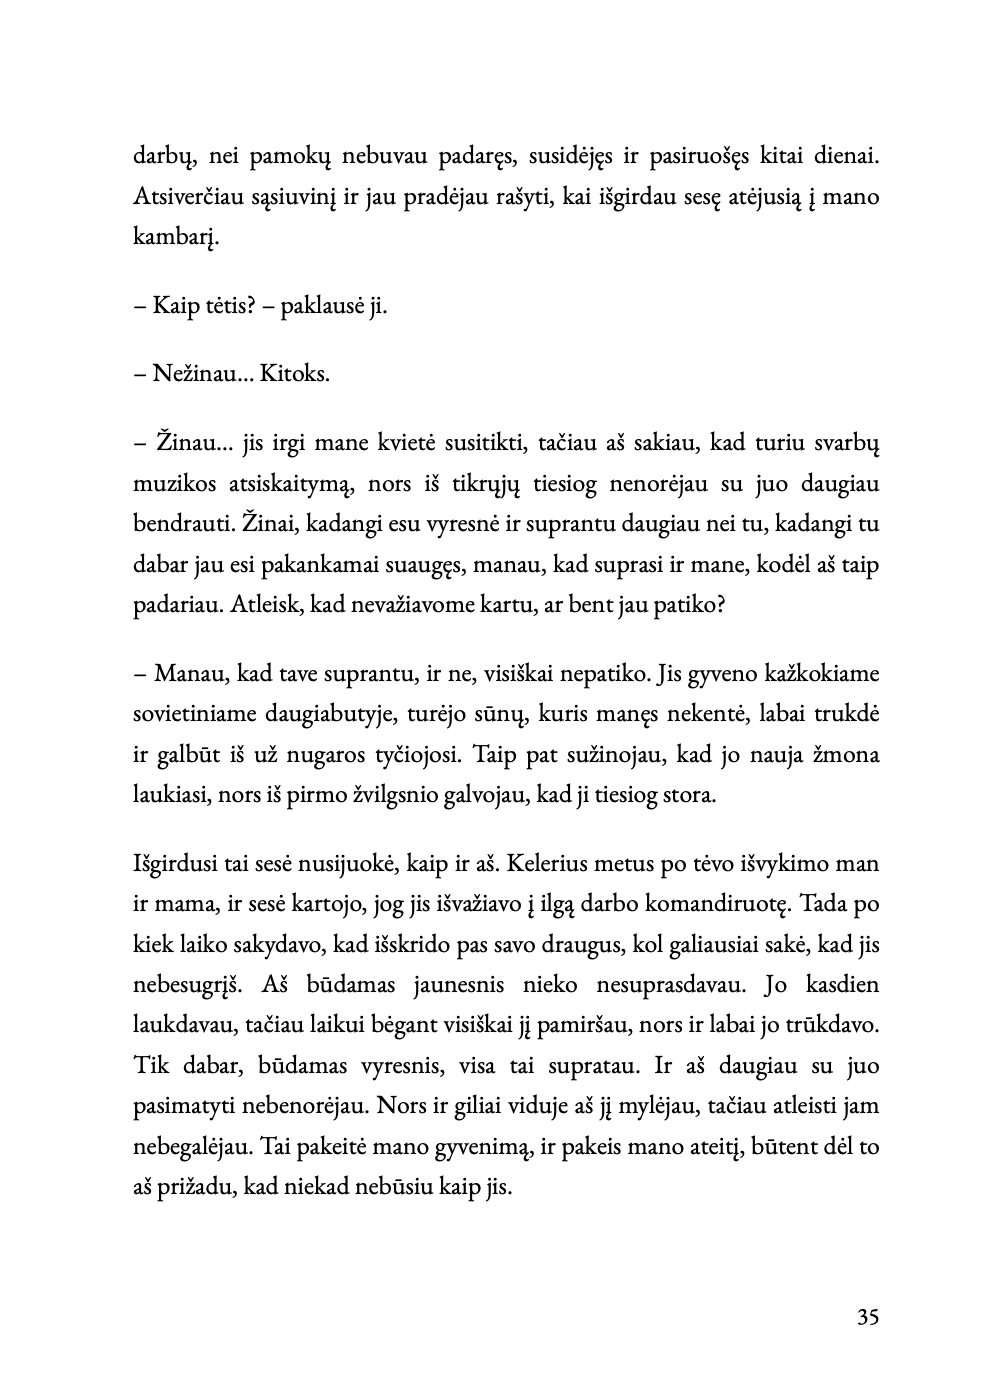 darbų, nei pamokų nebuvau padaręs, susidėjęs ir pasiruošęs kitai dienai.
Atsiverčiau sąsiuvinį ir jau pradėjau rašyti, kai išgirdau sesę atėjusią į mano
kambarį.
– Kaip tėtis? – paklausė ji.
– Nežinau... Kitoks.
– Žinau... jis irgi mane kvietė susitikti, tačiau aš sakiau, kad turiu svarbų
muzikos atsiskaitymą, nors iš tikrųjų tiesiog nenorėjau su juo daugiau
bendrauti. Žinai, kadangi esu vyresnė ir suprantu daugiau nei tu, kadangi tu
dabar jau esi pakankamai suaugęs, manau, kad suprasi ir mane, kodėl aš taip
padariau. Atleisk, kad nevažiavome kartu, ar bent jau patiko?
– Manau, kad tave suprantu, ir ne, visiškai nepatiko. Jis gyveno kažkokiame
sovietiniame daugiabutyje, turėjo sūnų, kuris manęs nekentė, labai trukdė
ir galbūt iš už nugaros tyčiojosi. Taip pat sužinojau, kad jo nauja žmona
laukiasi, nors iš pirmo žvilgsnio galvojau, kad ji tiesiog stora.
Išgirdusi tai sesė nusijuokė, kaip ir aš. Kelerius metus po tėvo išvykimo man
ir mama, ir sesė kartojo, jog jis išvažiavo į ilgą darbo komandiruotę. Tada po
kiek laiko sakydavo, kad išskrido pas savo draugus, kol galiausiai sakė, kad jis
nebesugrįš. Aš būdamas jaunesnis nieko nesuprasdavau. Jo kasdien
laukdavau, tačiau laikui bėgant visiškai jį pamiršau, nors ir labai jo trūkdavo.
Tik dabar, būdamas vyresnis, visa tai supratau. Ir aš daugiau su juo
pasimatyti nebenorėjau. Nors ir giliai viduje aš jį mylėjau, tačiau atleisti jam
nebegalėjau. Tai pakeitė mano gyvenimą, ir pakeis mano ateitį, būtent dėl to
aš prižadu, kad niekad nebūsiu kaip jis.
35